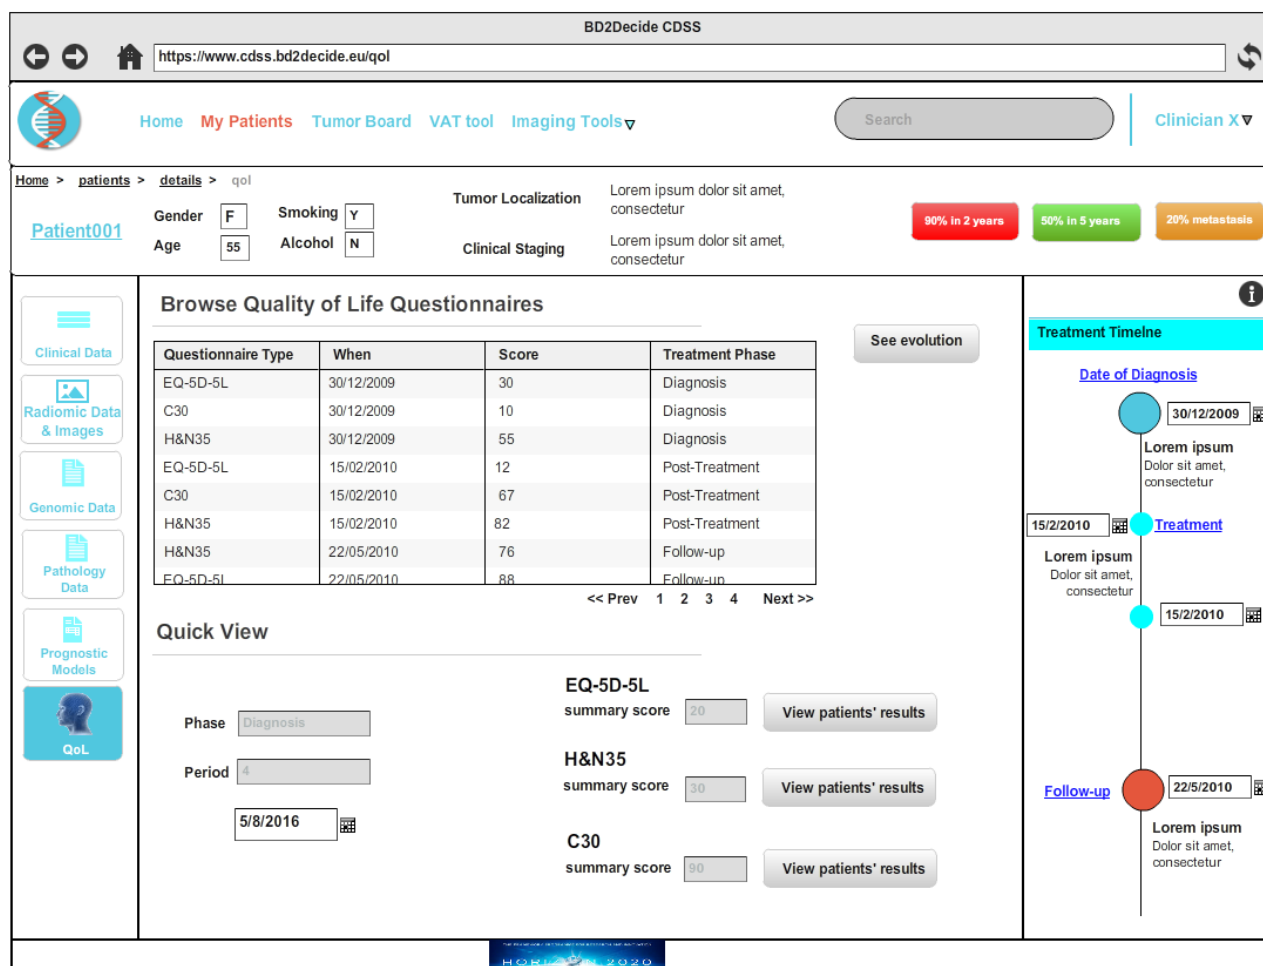 BD2Decide CDSS
https://www.cdss.bd2decide.eu/qol
Home My Patients Tumor Board VAT tool Imaging Tools
Search
Clinician X
Home > patients > details > qol
Patient001
Gender F Smoking Y
Age 55 Alcohol N
Tumor Localization
Lorem ipsum dolor sit amet,
consectetur
Clinical Staging
Lorem ipsum dolor sit amet,
consectetur
90% in 2 years
50% in 5 years
20% metastasis
Clinical Data
Radiomic Data
& Images
Genomic Data
Pathology
Data
Prognostic
Models
QoL
Browse Quality of Life Questionnaires
See evolution
Questionnaire Type When Score Treatment Phase
EQ-5D-5L 30/12/2009 30 Diagnosis
C30 30/12/2009 10 Diagnosis
H&N35 30/12/2009 55 Diagnosis
EQ-5D-5L 15/02/2010 12 Post-Treatment
C30 15/02/2010 67 Post-Treatment
H&N35 15/02/2010 82 Post-Treatment
H&N35 22/05/2010 76 Follow-up
EQ-5D-5L 22/05/2010 88 Follow-up
<< Prev 1 2 3 4 Next >>
Quick View
Phase Diagnosis
Period 4
5/8/2016
EQ-5D-5L
summary score 20 View patients' results
H&N35
summary score 30 View patients' results
C30
summary score 90 View patients' results
Treatment Timelne
Date of Diagnosis
30/12/2009
Lorem ipsum
Dolor sit amet,
consectetur
15/2/2010 Treatment
Lorem ipsum
Dolor sit amet,
consectetur
15/2/2010
Follow-up 22/5/2010
Lorem ipsum
Dolor sit amet,
consectetur